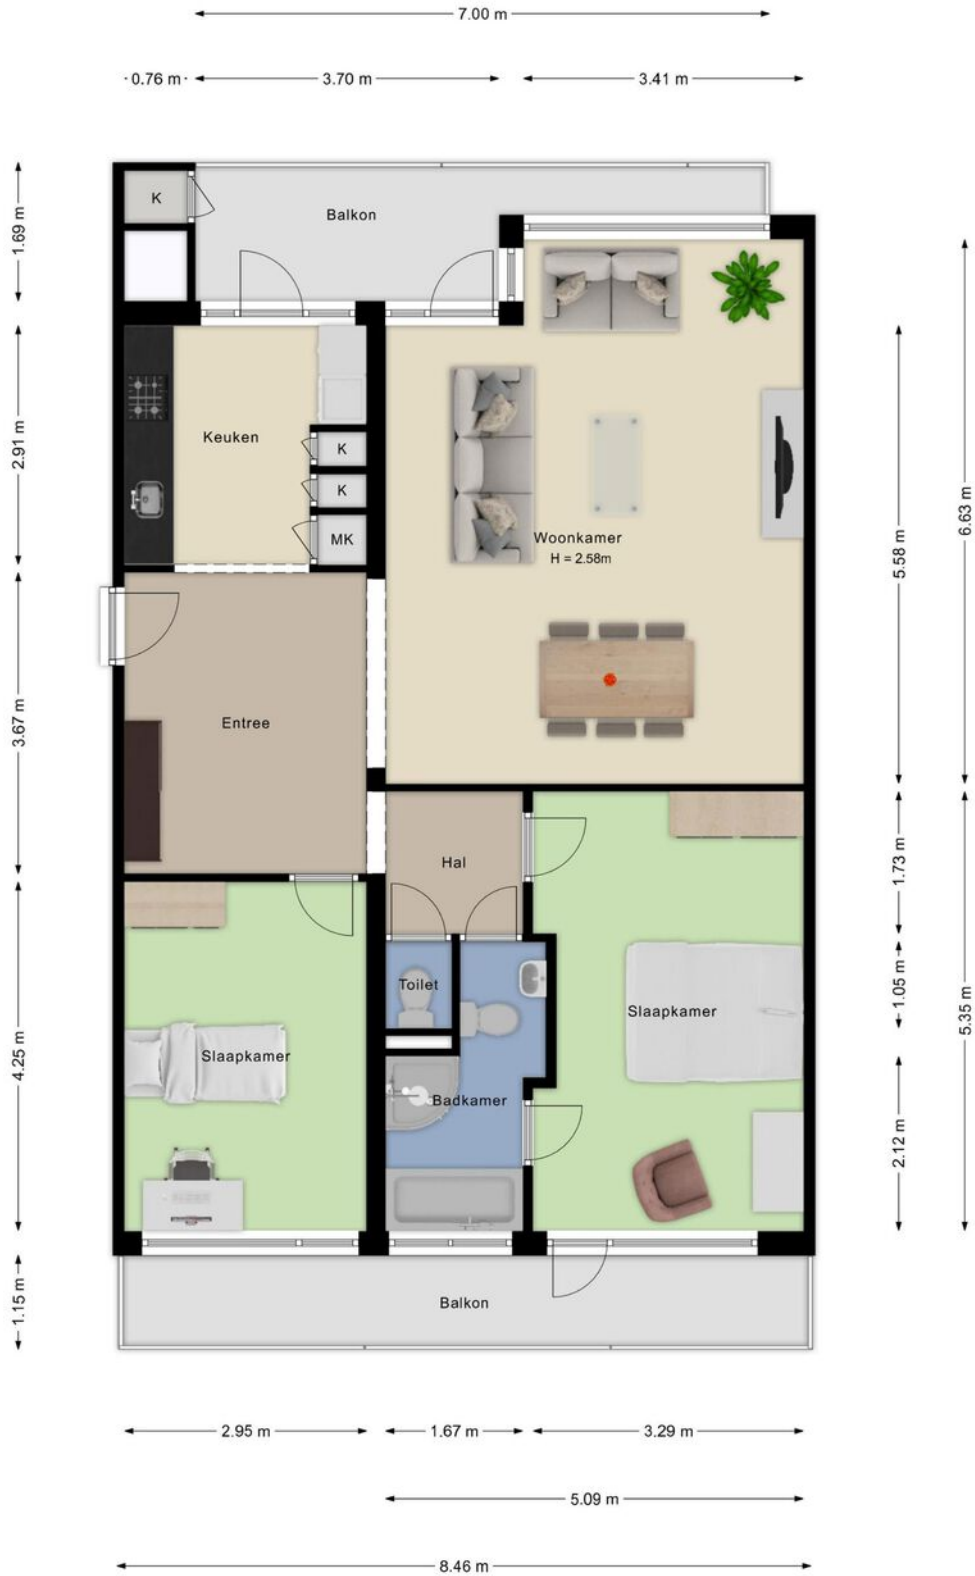 7.00 m
0.76 m
3.70 m
3.41 m
1.69 m
K
Balkon
2.91 m
Keuken
K
K
MK
Woonkamer
H = 2.58m
5.58 m
6.63 m
3.67 m
Entree
Hal
1.73 m
Toilet
1.05 m
Slaapkamer
5.35 m
4.25 m
Slaapkamer
Badkamer
2.12 m
1.15 m
Balkon
2.95 m
1.67 m
3.29 m
5.09 m
8.46 m